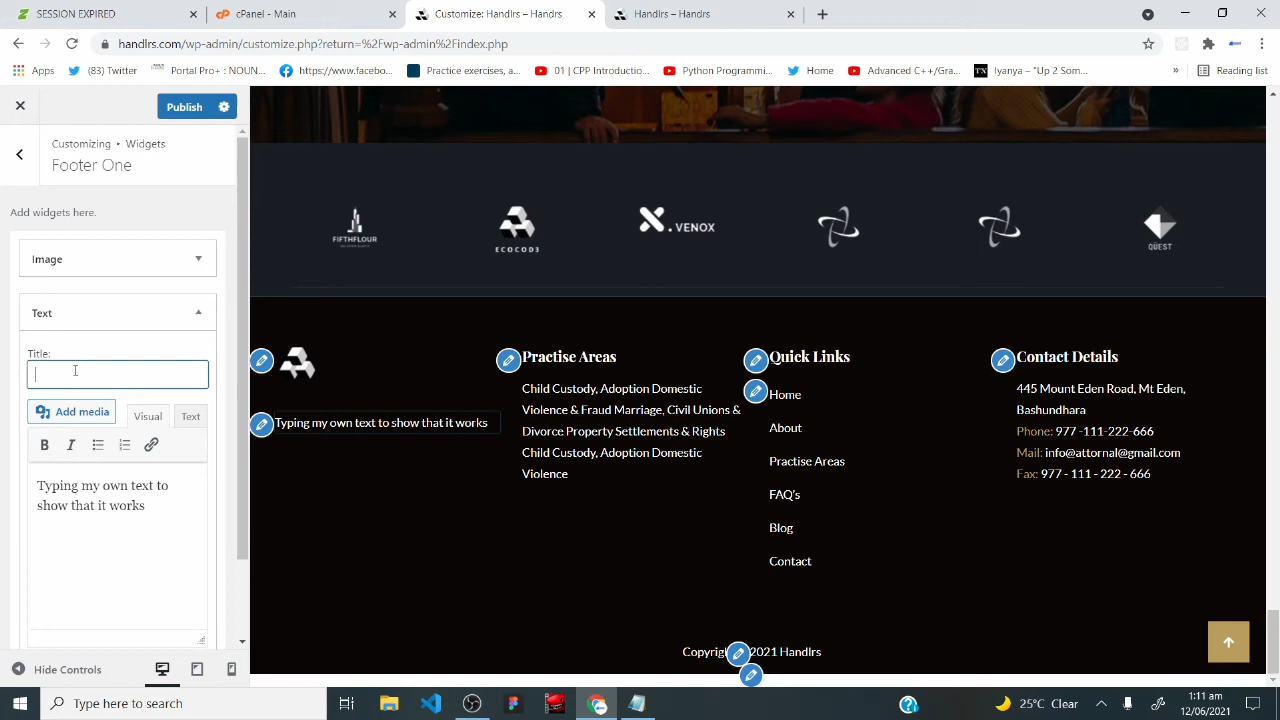 SESSION EXPIRED
cPanel - Main
Customize: Handlrs – Handlrs
Handlrs – Handlrs
handlrs.com/wp-admin/customize.php?return=%2Fwp-admin%2Findex.php
Apps
(3) Twitter
Portal Pro+ : NOUN...
https://www.facebo...
Practice exercises, a...
01 | CPP Introductio...
Python Programmi...
Home
Advanced C++/Gra...
Iyanya – "Up 2 Som...
»
Reading list
Publish
Customizing • Widgets
Footer One
Add widgets here.
Image
Text
Title:
Add media
Visual
Text
B I
Typing my own text to
show that it works
Hide Controls
FIFTHFLOUR
ECOCOD3
X.VENOX
QUEST
Typing my own text to show that it works
Practise Areas
Child Custody, Adoption Domestic
Violence & Fraud Marriage, Civil Unions &
Divorce Property Settlements & Rights
Child Custody, Adoption Domestic
Violence
Quick Links
Home
About
Practise Areas
FAQ's
Blog
Contact
Contact Details
445 Mount Eden Road, Mt Eden,
Bashundhara
Phone: 977 -111-222-666
Mail: info@attornal@gmail.com
Fax: 977 - 111 - 222 - 666
2021 Handlrs
Type here to search
25°C Clear
1:11 am
12/06/2021